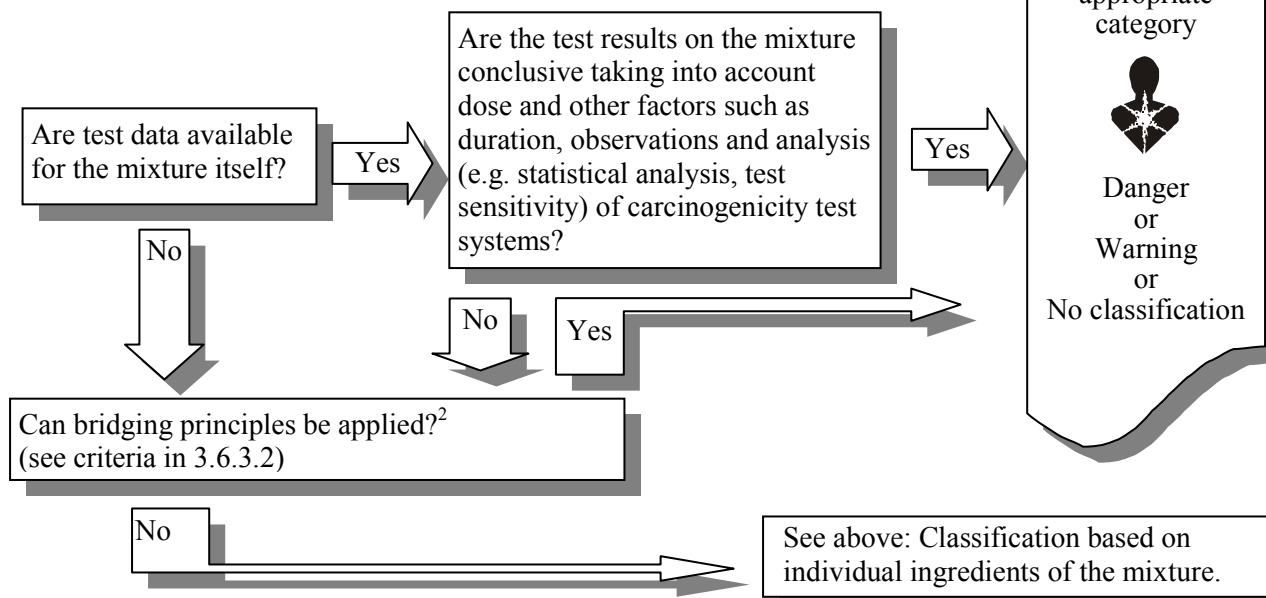 appropriate
category
Are the test results on the mixture
conclusive taking into account
dose and other factors such as
duration, observations and analysis
(e.g. statistical analysis, test
sensitivity) of carcinogenicity test
systems?
Are test data available
for the mixture itself?
Yes
Yes
Danger
or
Warning
or
No classification
No
No
Yes
Can bridging principles be applied?2
(see criteria in 3.6.3.2)
No
See above: Classification based on
individual ingredients of the mixture.